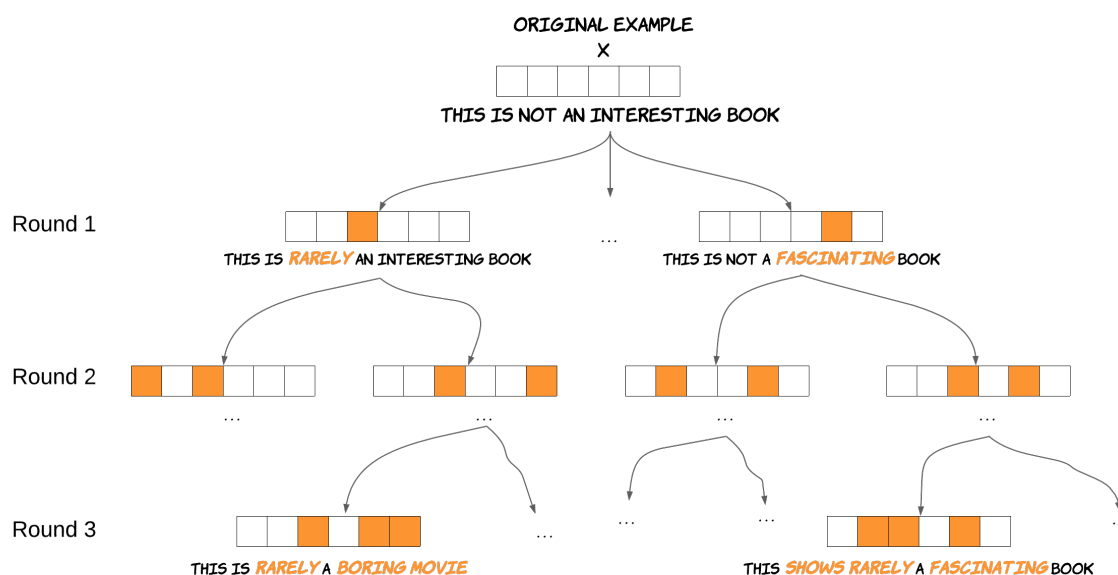 ORIGINAL EXAMPLE
X
THIS IS NOT AN INTERESTING BOOK
Round 1
...
THIS IS RARELY AN INTERESTING BOOK
THIS IS NOT A FASCINATING BOOK
Round 2
... ... ... ...
Round 3
... ... ... ...
THIS IS RARELY A BORING MOVIE
THIS SHOWS RARELY A FASCINATING BOOK